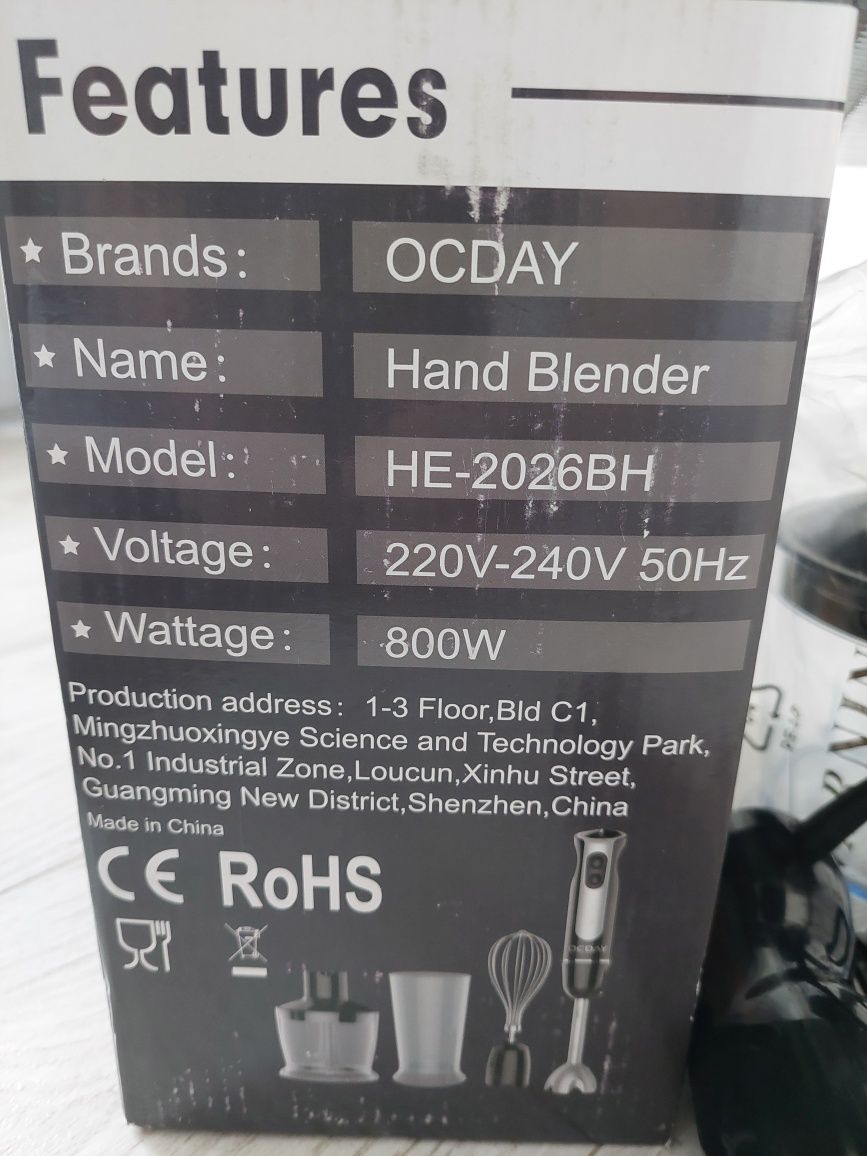 Features
★ Brands: OCDAY
★ Name: Hand Blender
★ Model: HE-2026BH
★ Voltage: 220V-240V 50Hz
★ Wattage: 800W
Production address: 1-3 Floor,Bld C1,
Mingzhuoxingye Science and Technology Park,
No.1 Industrial Zone,Loucun,Xinhu Street,
Guangming New District,Shenzhen,China
Made in China
CE RoHS
OCDAY